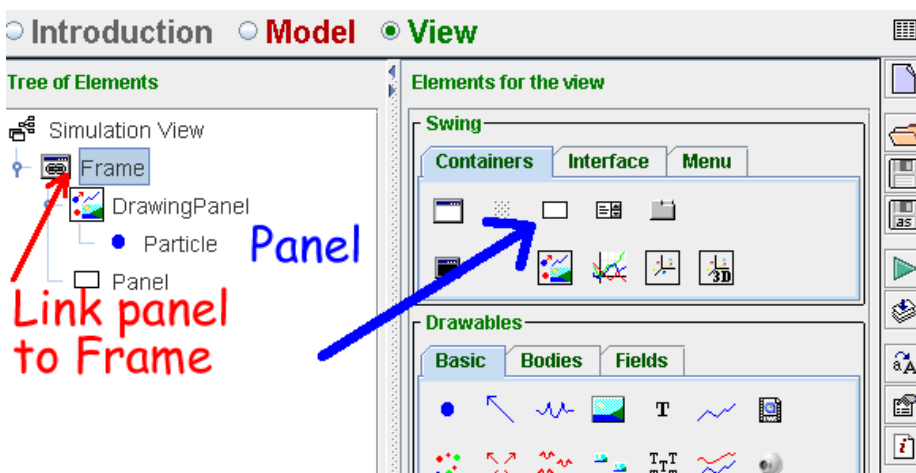 Introduction Model View
Tree of Elements
Simulation View
Frame
DrawingPanel
Particle
Panel
Panel
Link panel
to Frame
Elements for the view
Swing
Containers Interface Menu
3D
Drawables
Basic Bodies Fields
T
as